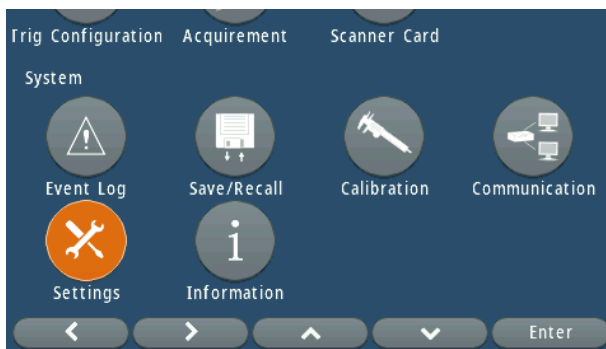 Trig Configuration Acquirement Scanner Card
System
Event Log Save/Recall Calibration Communication
Settings Information
Enter